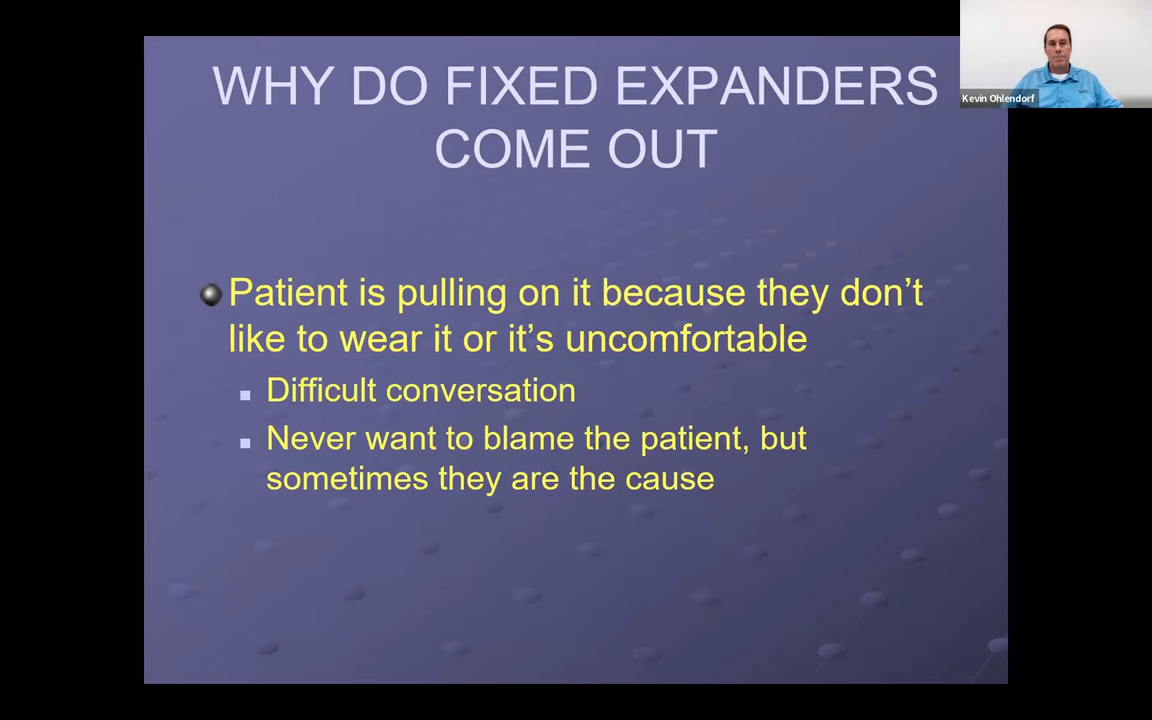 WHY DO FIXED EXPANDERS
COME OUT
Kevin Ohlendorf
Patient is pulling on it because they don’t
like to wear it or it’s uncomfortable
Difficult conversation
Never want to blame the patient, but
sometimes they are the cause